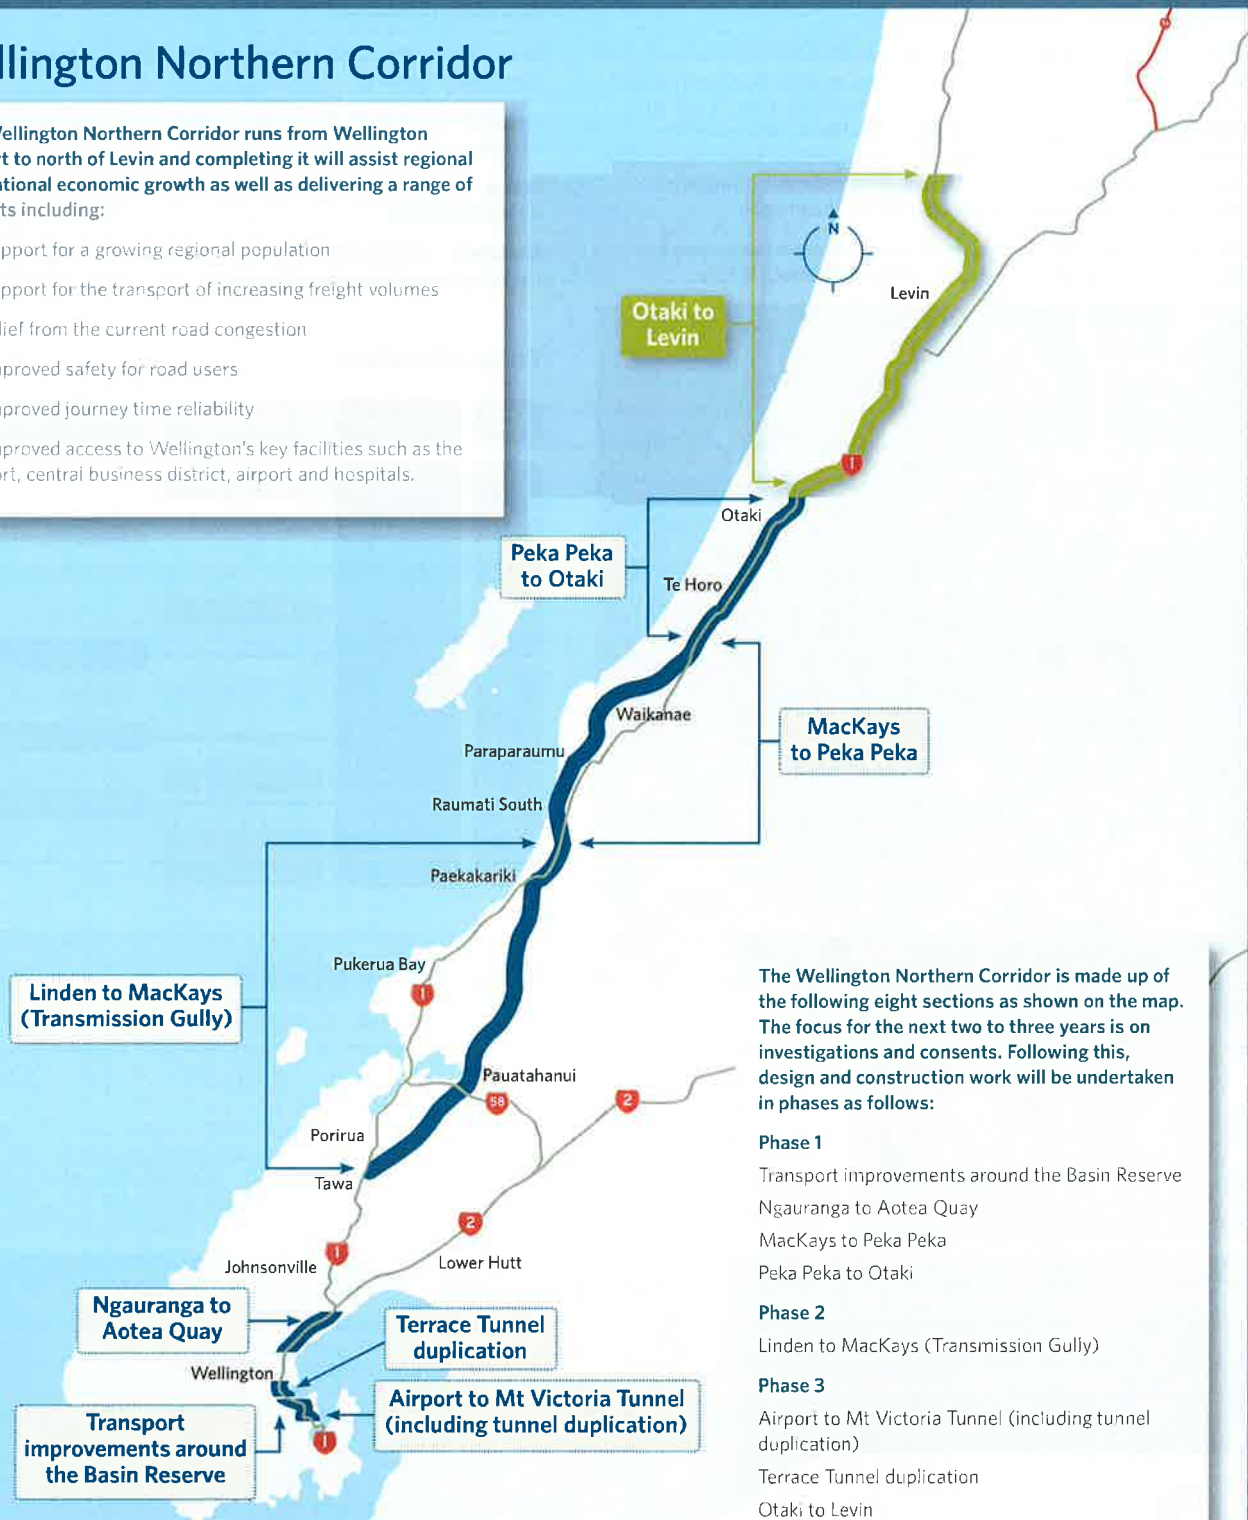 llington Northern Corridor
Wellington Northern Corridor runs from Wellington
rt to north of Levin and completing it will assist regional
ational economic growth as well as delivering a range of
ts including:
pport for a growing regional population
pport for the transport of increasing freight volumes
lief from the current road congestion
proved safety for road users
proved journey time reliability
proved access to Wellington's key facilities such as the
rt, central business district, airport and hospitals.
N
Levin
Otaki to
Levin
1
Otaki
Peka Peka
to Otaki
Te Horo
Waikanae
MacKays
to Peka Peka
Paraparaumu
Raumati South
Paekakariki
Pukerua Bay
1
Linden to MacKays
(Transmission Gully)
Pauatahanui
58
2
Porirua
Tawa
2
1
Johnsonville
Lower Hutt
Ngauranga to
Aotea Quay
Terrace Tunnel
duplication
Wellington
Airport to Mt Victoria Tunnel
(including tunnel duplication)
Transport
improvements around
the Basin Reserve
1
The Wellington Northern Corridor is made up of
the following eight sections as shown on the map.
The focus for the next two to three years is on
investigations and consents. Following this,
design and construction work will be undertaken
in phases as follows:
Phase 1
Transport improvements around the Basin Reserve
Ngauranga to Aotea Quay
MacKays to Peka Peka
Peka Peka to Otaki
Phase 2
Linden to MacKays (Transmission Gully)
Phase 3
Airport to Mt Victoria Tunnel (including tunnel
duplication)
Terrace Tunnel duplication
Otaki to Levin